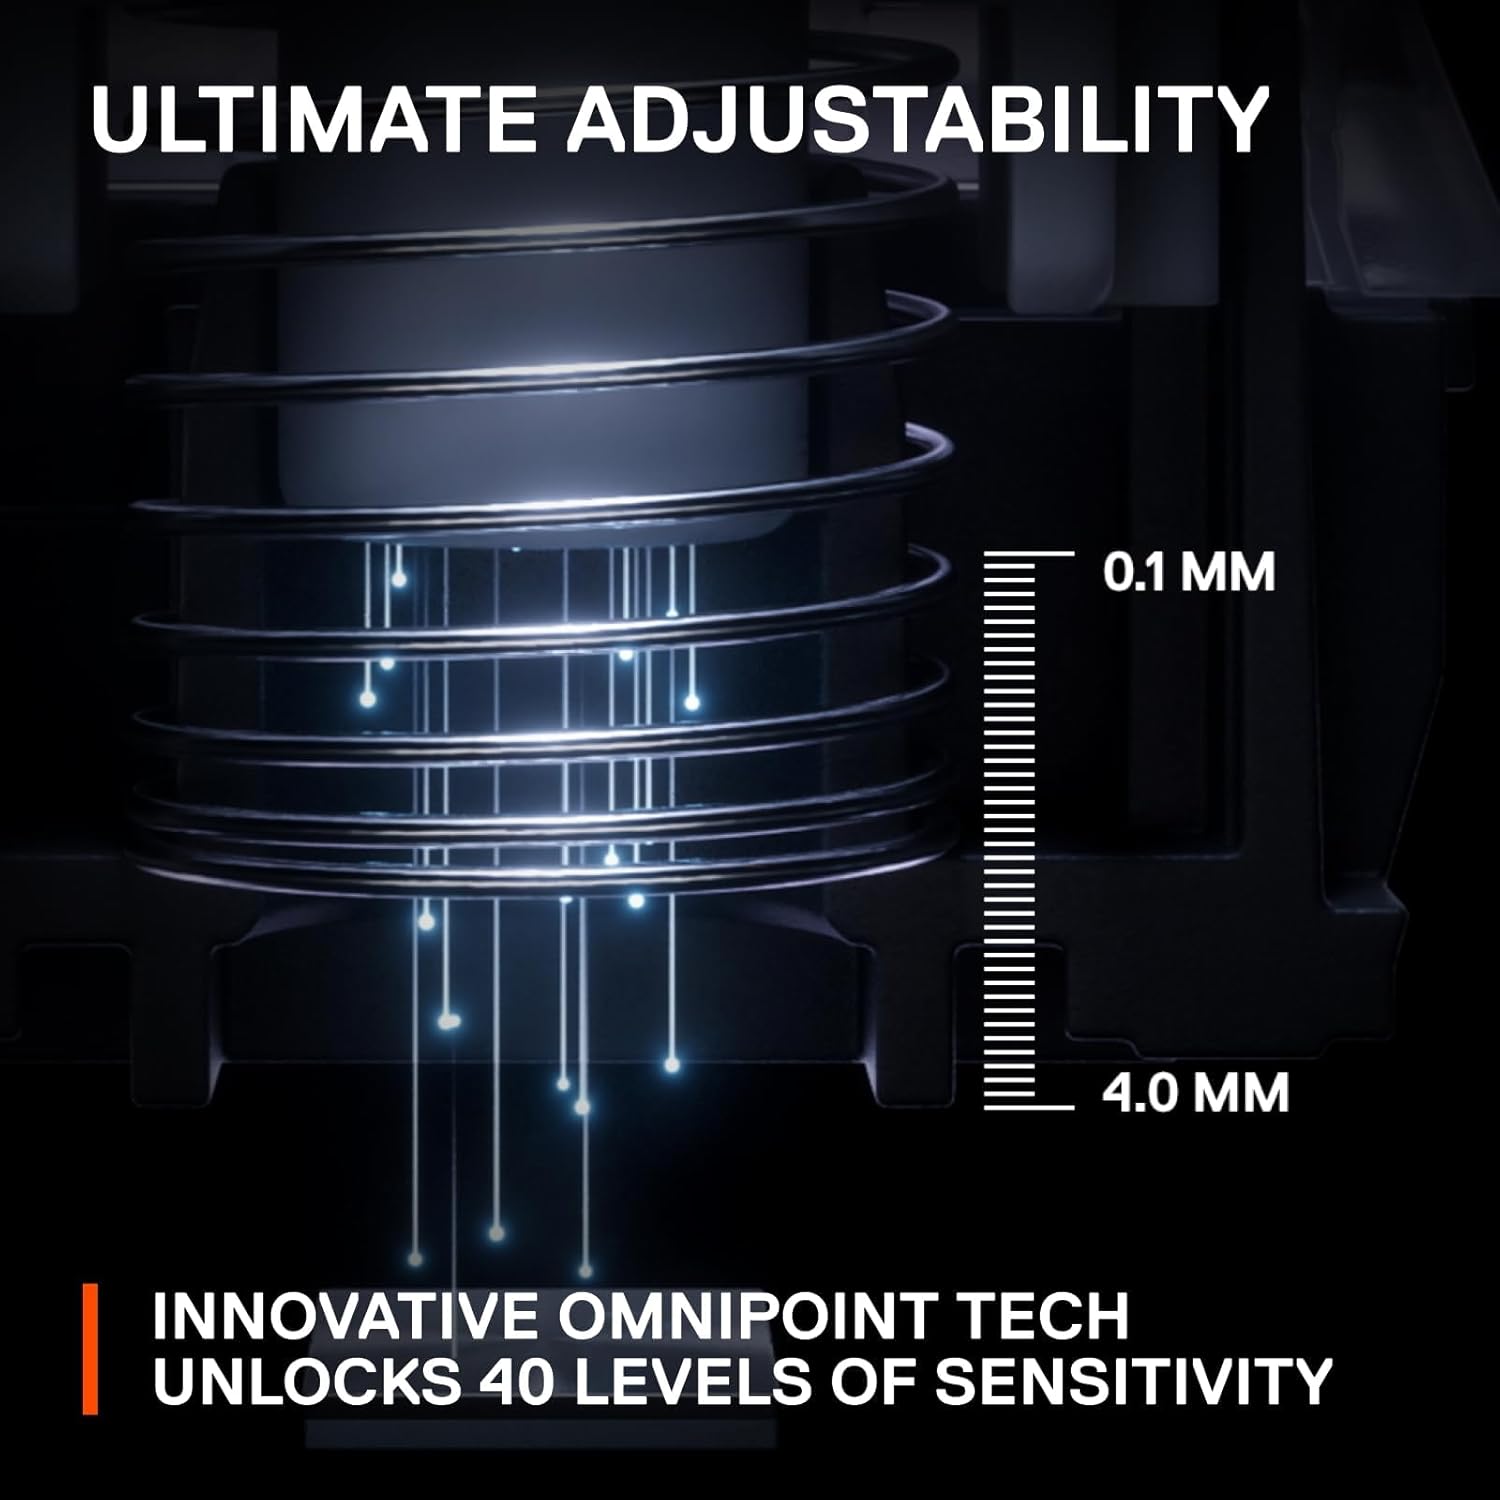 ULTIMATE ADJUSTABILITY
0.1 MM
4.0 MM
INNOVATIVE OMNIPOINT TECH
UNLOCKS 40 LEVELS OF SENSITIVITY